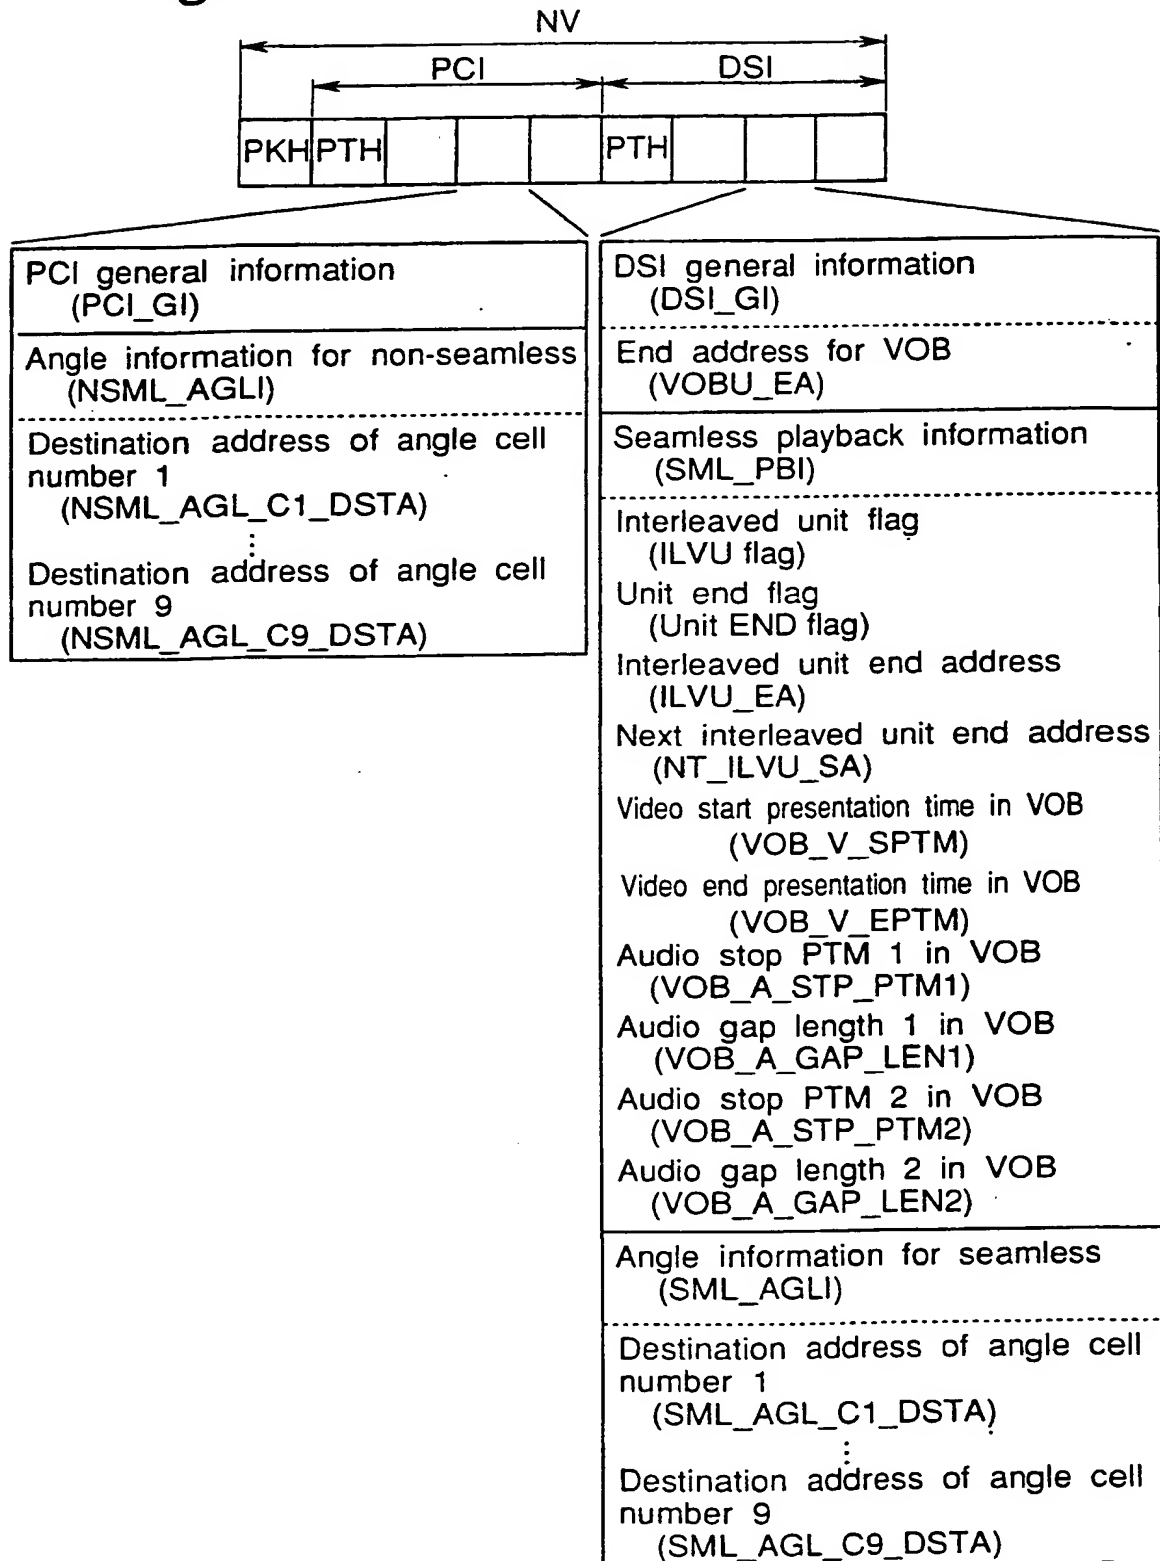 NV
PCI DSI
PKH PTH PTH
PCI general information
(PCI_GI)
Angle information for non-seamless
(NSML_AGLI)
Destination address of angle cell
number 1
(NSML_AGL_C1_DSTA)
Destination address of angle cell
number 9
(NSML_AGL_C9_DSTA)
DSI general information
(DSI_GI)
End address for VOB
(VOBU_EA)
Seamless playback information
(SML_PBI)
Interleaved unit flag
(ILVU flag)
Unit end flag
(Unit END flag)
Interleaved unit end address
(ILVU_EA)
Next interleaved unit end address
(NT_ILVU_SA)
Video start presentation time in VOB
(VOB_V_SPTM)
Video end presentation time in VOB
(VOB_V_EPTM)
Audio stop PTM 1 in VOB
(VOB_A_STP_PTM1)
Audio gap length 1 in VOB
(VOB_A_GAP_LEN1)
Audio stop PTM 2 in VOB
(VOB_A_STP_PTM2)
Audio gap length 2 in VOB
(VOB_A_GAP_LEN2)
Angle information for seamless
(SML_AGLI)
Destination address of angle cell
number 1
(SML_AGL_C1_DSTA)
Destination address of angle cell
number 9
(SML_AGL_C9_DSTA)